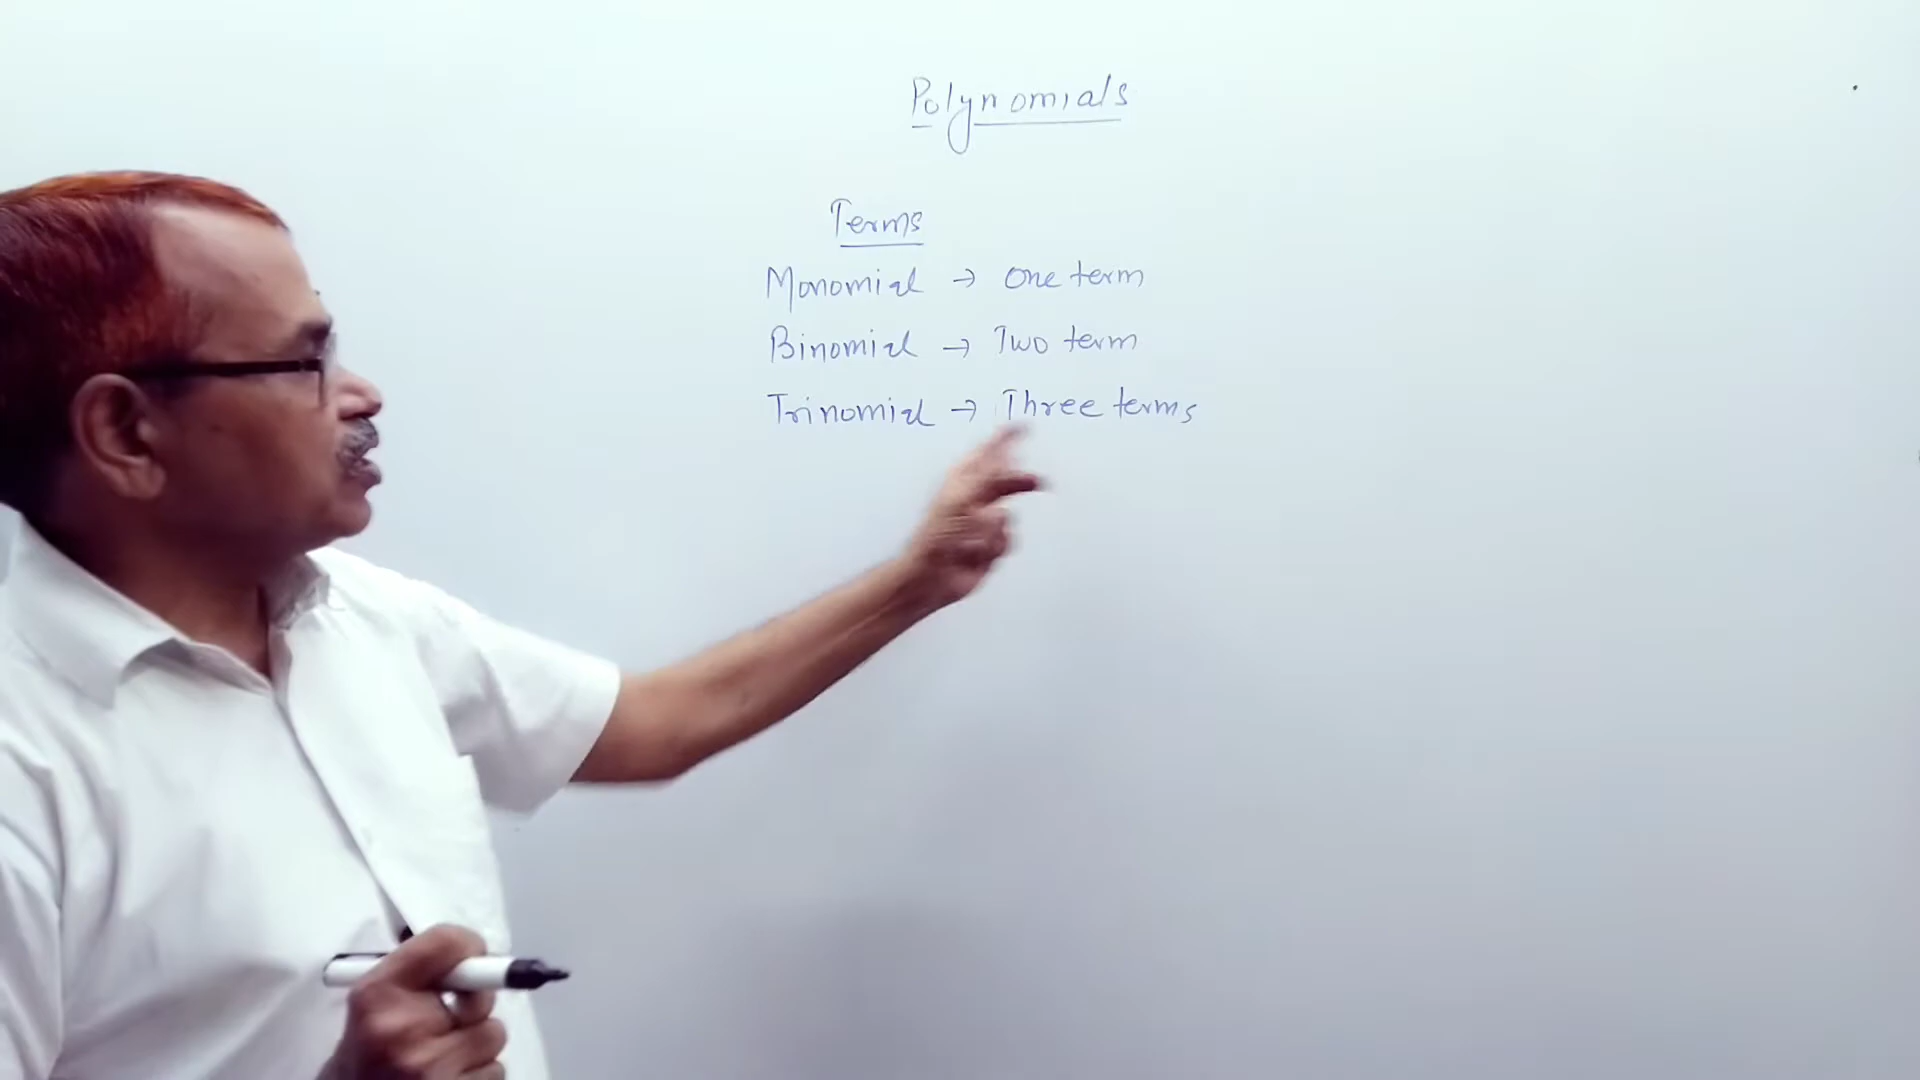 Polynomials
Terms
Monomial → One term
Binomial → Two term
Trinomial → Three terms